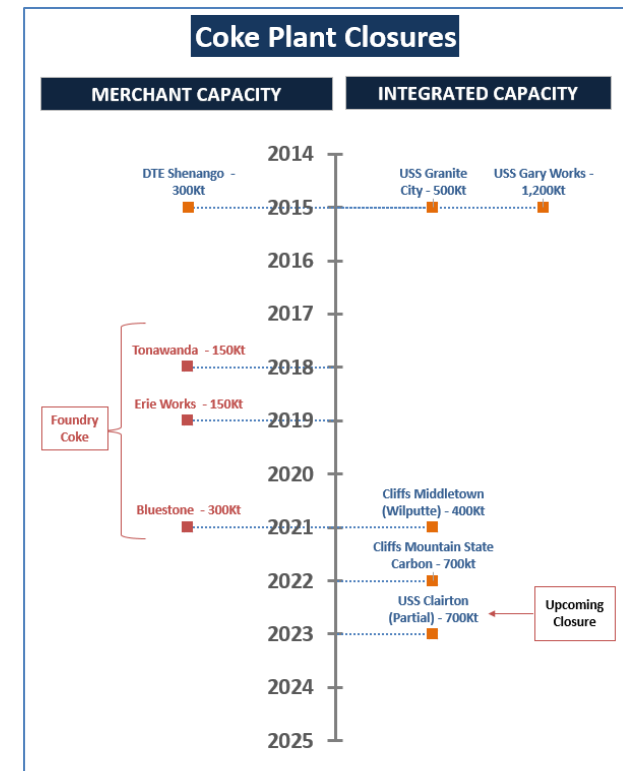 Coke Plant Closures
MERCHANT CAPACITY
INTEGRATED CAPACITY
2014
DTE Shenango -
300Kt
USS Granite
City - 500Kt
USS Gary Works -
1,200Kt
2015
2016
2017
Tonawanda - 150Kt
2018
Erie Works - 150Kt
2019
Foundry
Coke
2020
Bluestone - 300Kt
Cliffs Middletown
(Wilputte) - 400Kt
2021
Cliffs Mountain State
Carbon - 700kt
2022
USS Clairton
(Partial) - 700Kt
Upcoming
Closure
2023
2024
2025